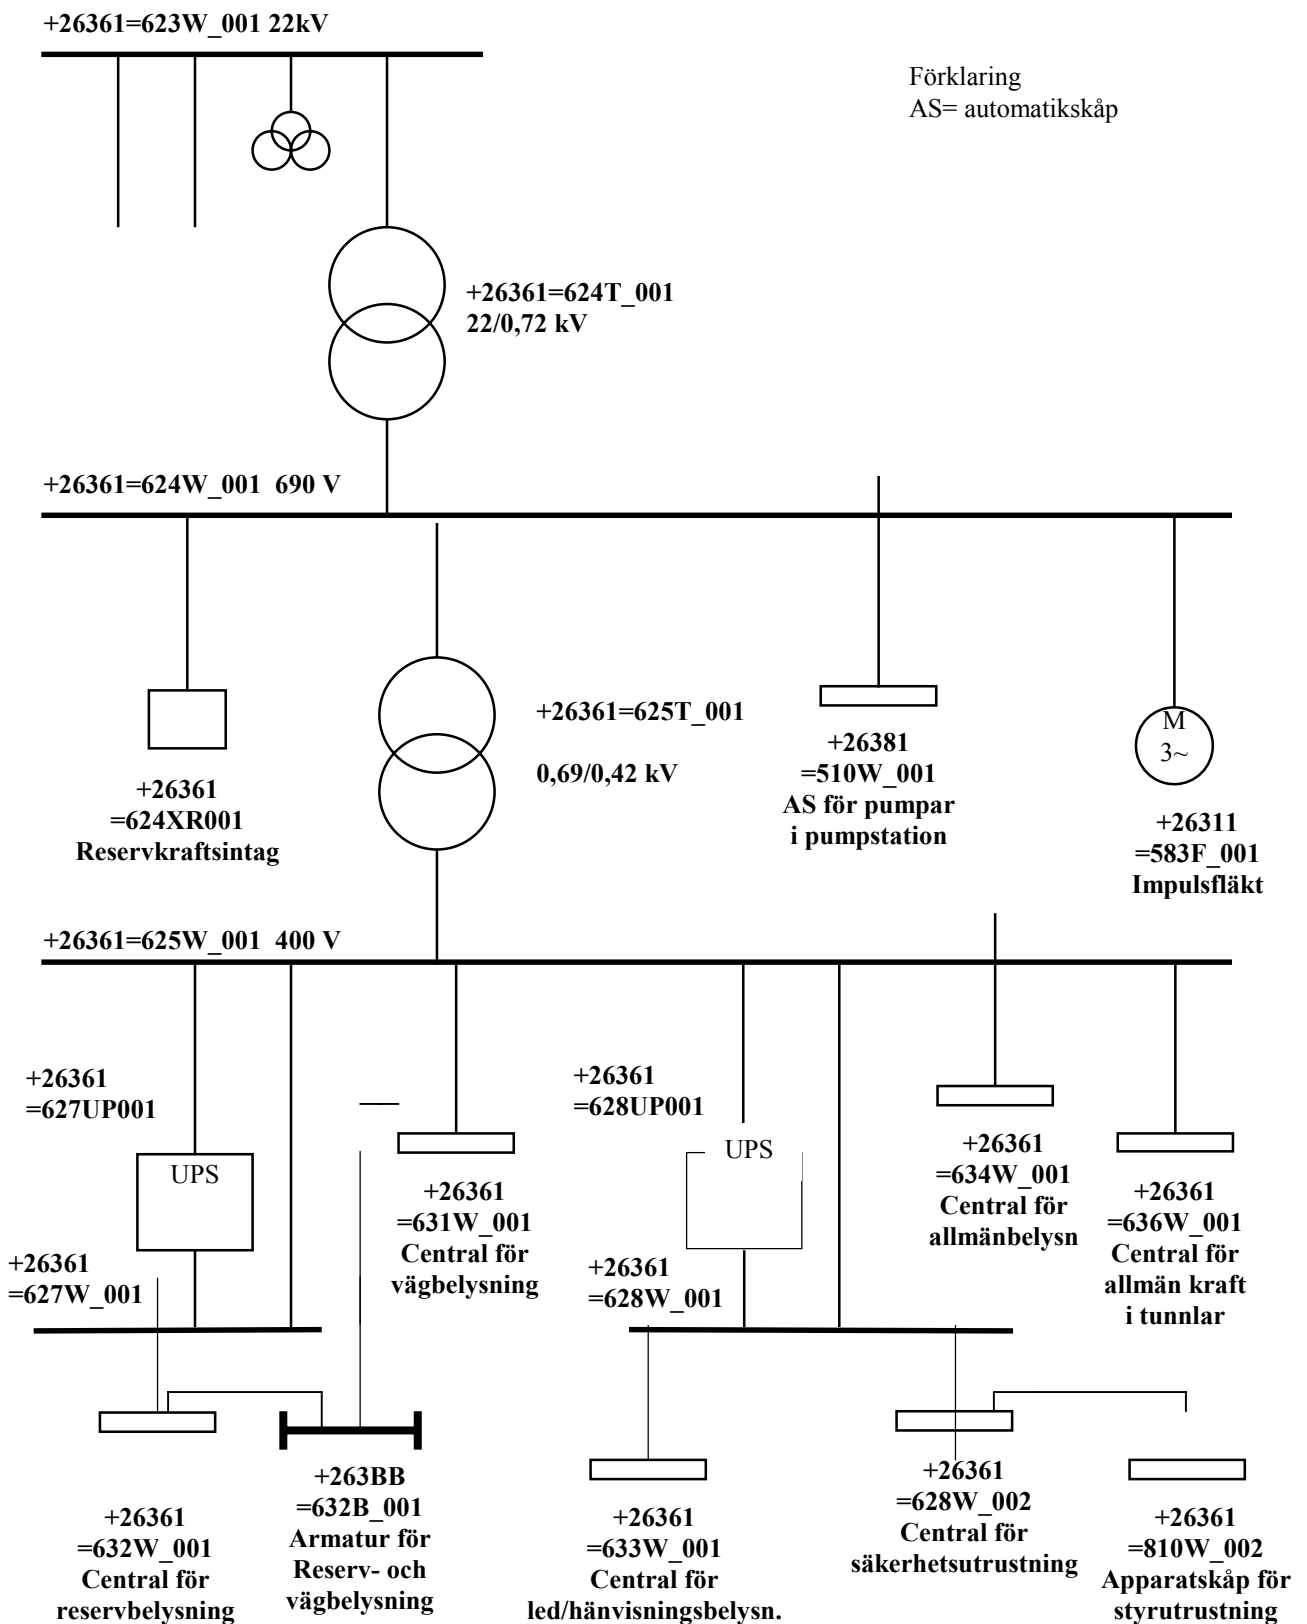 +26361=623W_001 22kV
Förklaring
AS= automatikskåp
+26361=624T_001
22/0,72 kV
+26361=624W_001 690 V
+26361
=624XR001
Reservkraftsintag
+26361=625T_001
0,69/0,42 kV
+26381
=510W_001
AS för pumpar
i pumpstation
M
3~
+26311
=583F_001
Impulsfläkt
+26361=625W_001 400 V
+26361
=627UP001
UPS
+26361
=627W_001
+26361
=631W_001
Central för
vägbelysning
+26361
=628UP001
UPS
+26361
=628W_001
+26361
=634W_001
Central för
allmänbelysn
+26361
=636W_001
Central för
allmän kraft
i tunnlar
+26361
=632W_001
Central för
reservbelysning
+263BB
=632B_001
Armatur för
Reserv- och
vägbelysning
+26361
=633W_001
Central för
led/hänvisningsbelysn.
+26361
=628W_002
Central för
säkerhetsutrustning
+26361
=810W_002
Apparatskåp för
styrutrustning